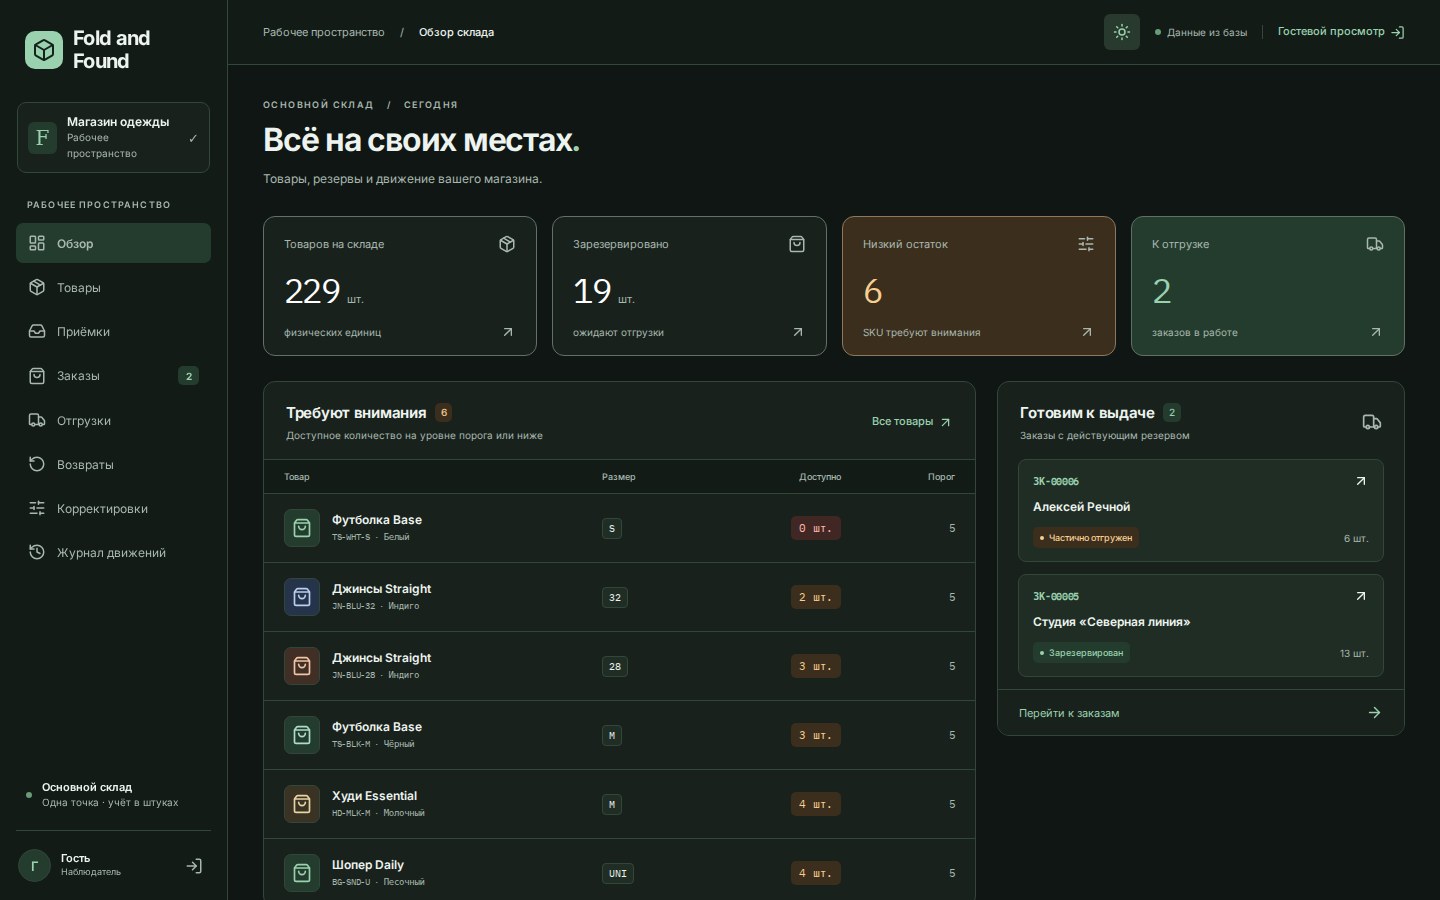 Fold and
Found
F
Магазин одежды
Рабочее
пространство
✓
РАБОЧЕЕ ПРОСТРАНСТВО
Обзор
Товары
Приёмки
Заказы 2
Отгрузки
Возвраты
Корректировки
Журнал движений
Основной склад
Одна точка · учёт в штуках
Г
Гость
Наблюдатель
Рабочее пространство / Обзор склада
Данные из базы
Гостевой просмотр
ОСНОВНОЙ СКЛАД / СЕГОДНЯ
Всё на своих местах.
Товары, резервы и движение вашего магазина.
Товаров на складе
229 шт.
физических единиц
Зарезервировано
19 шт.
ожидают отгрузки
Низкий остаток
6
SKU требуют внимания
К отгрузке
2
заказов в работе
Требуют внимания 6
Доступное количество на уровне порога или ниже
Все товары
Товар Размер Доступно Порог
Футболка Base
TS-WHT-S · Белый
S 0 шт. 5
Джинсы Straight
JN-BLU-32 · Индиго
32 2 шт. 5
Джинсы Straight
JN-BLU-28 · Индиго
28 3 шт. 5
Футболка Base
TS-BLK-M · Чёрный
M 3 шт. 5
Худи Essential
HD-MLK-M · Молочный
M 4 шт. 5
Шопер Daily
BG-SND-U · Песочный
UNI 4 шт. 5
Готовим к выдаче 2
Заказы с действующим резервом
ЗК-00006
Алексей Речной
Частично отгружен 6 шт.
ЗК-00005
Студия «Северная линия»
Зарезервирован 13 шт.
Перейти к заказам